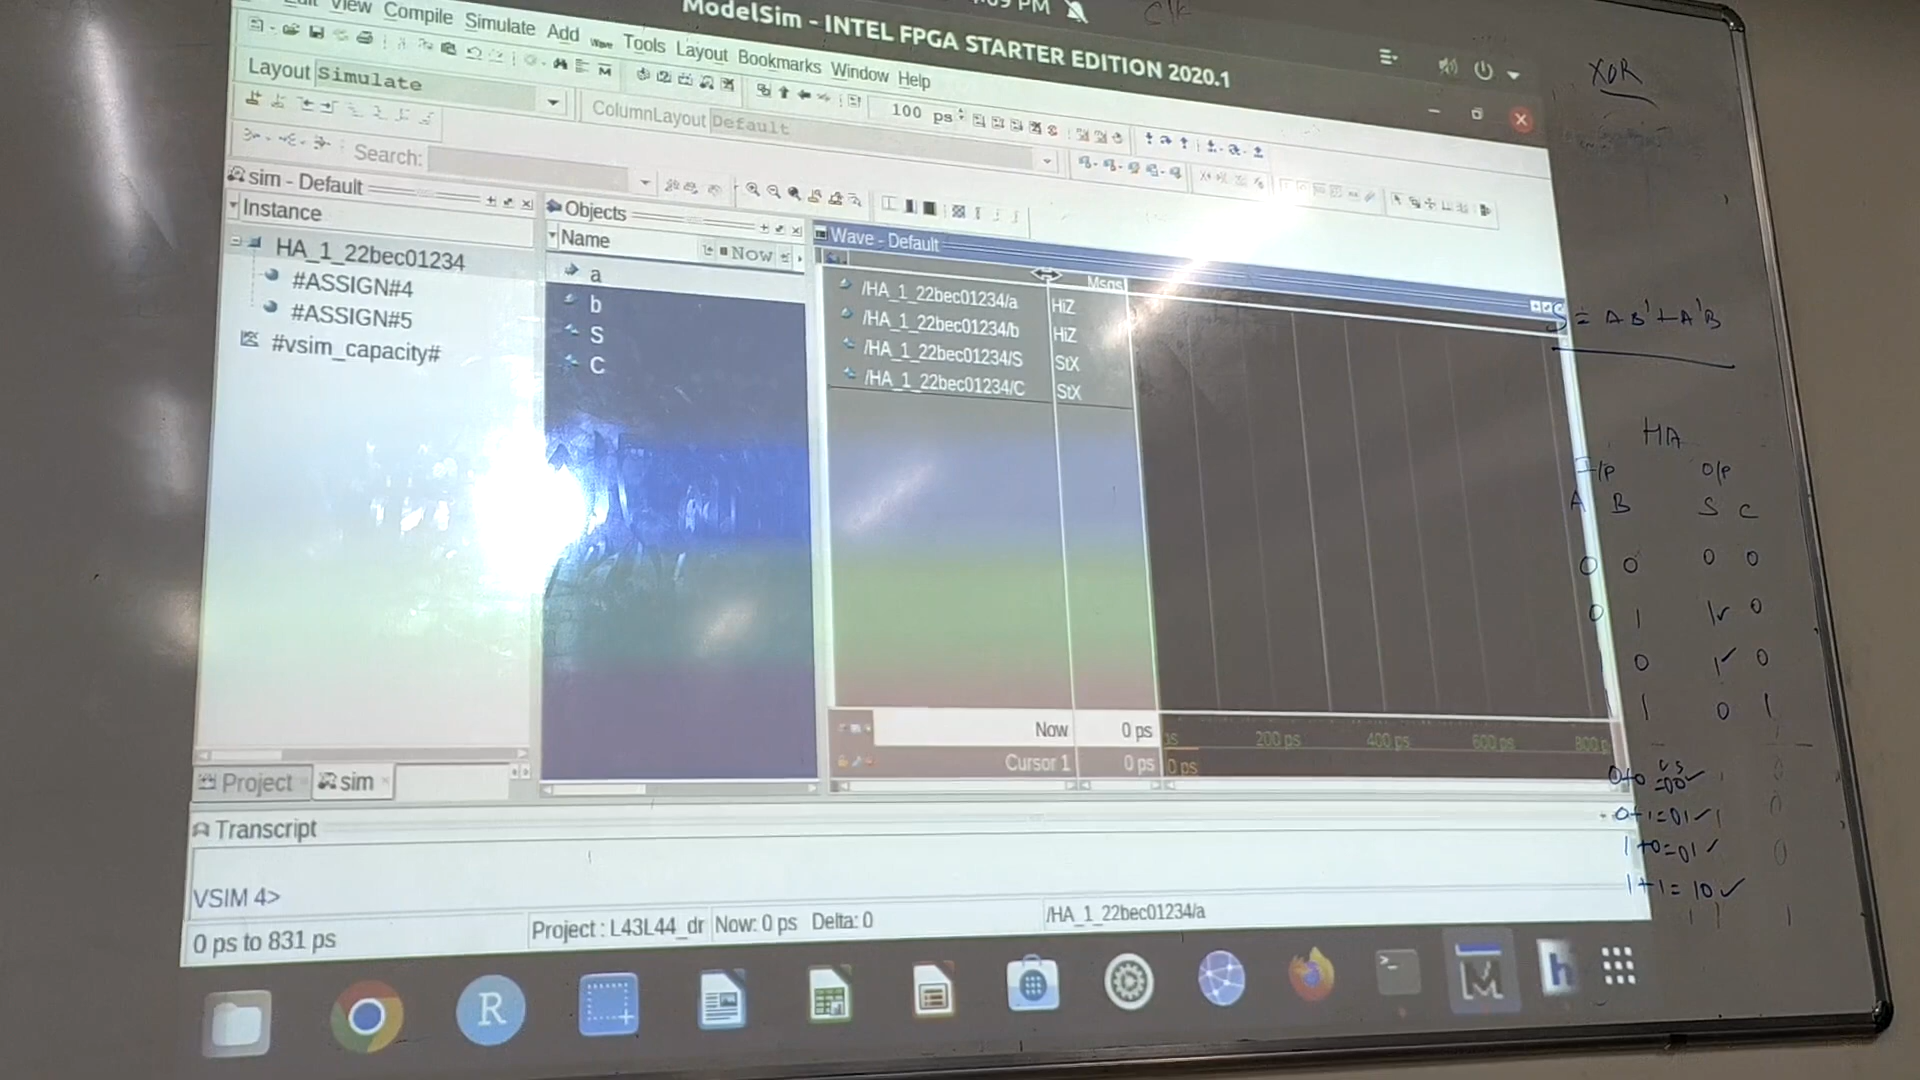 View Compile Simulate Add Wave Tools Layout Bookmarks Window Help
ModelSim - INTEL FPGA STARTER EDITION 2020.1
Layout Simulate
ColumnLayout Default
100 ps
Search:
sim - Default
Instance
HA_1_22bec01234
#ASSIGN#4
#ASSIGN#5
#vsim_capacity#
Project
sim
Objects
Name
Now
a
b
S
C
Wave - Default
Msgs
/HA_1_22bec01234/a HiZ
/HA_1_22bec01234/b HiZ
/HA_1_22bec01234/S StX
/HA_1_22bec01234/C StX
Now 0 ps
Cursor 1 0 ps
200 ps 400 ps 600 ps
0 ps
Transcript
VSIM 4>
0 ps to 831 ps
Project : L43L44_dr Now: 0 ps Delta: 0
/HA_1_22bec01234/a
R
M
h
Clk
XOR
S = AB' + A'B
HA
I/P O/P
A B S C
0 0 0 0
0 1 1 0
1 0 1 0
1 1 0 1
C S
0+0 =00
0+1=01
1+0=01
1+1=10